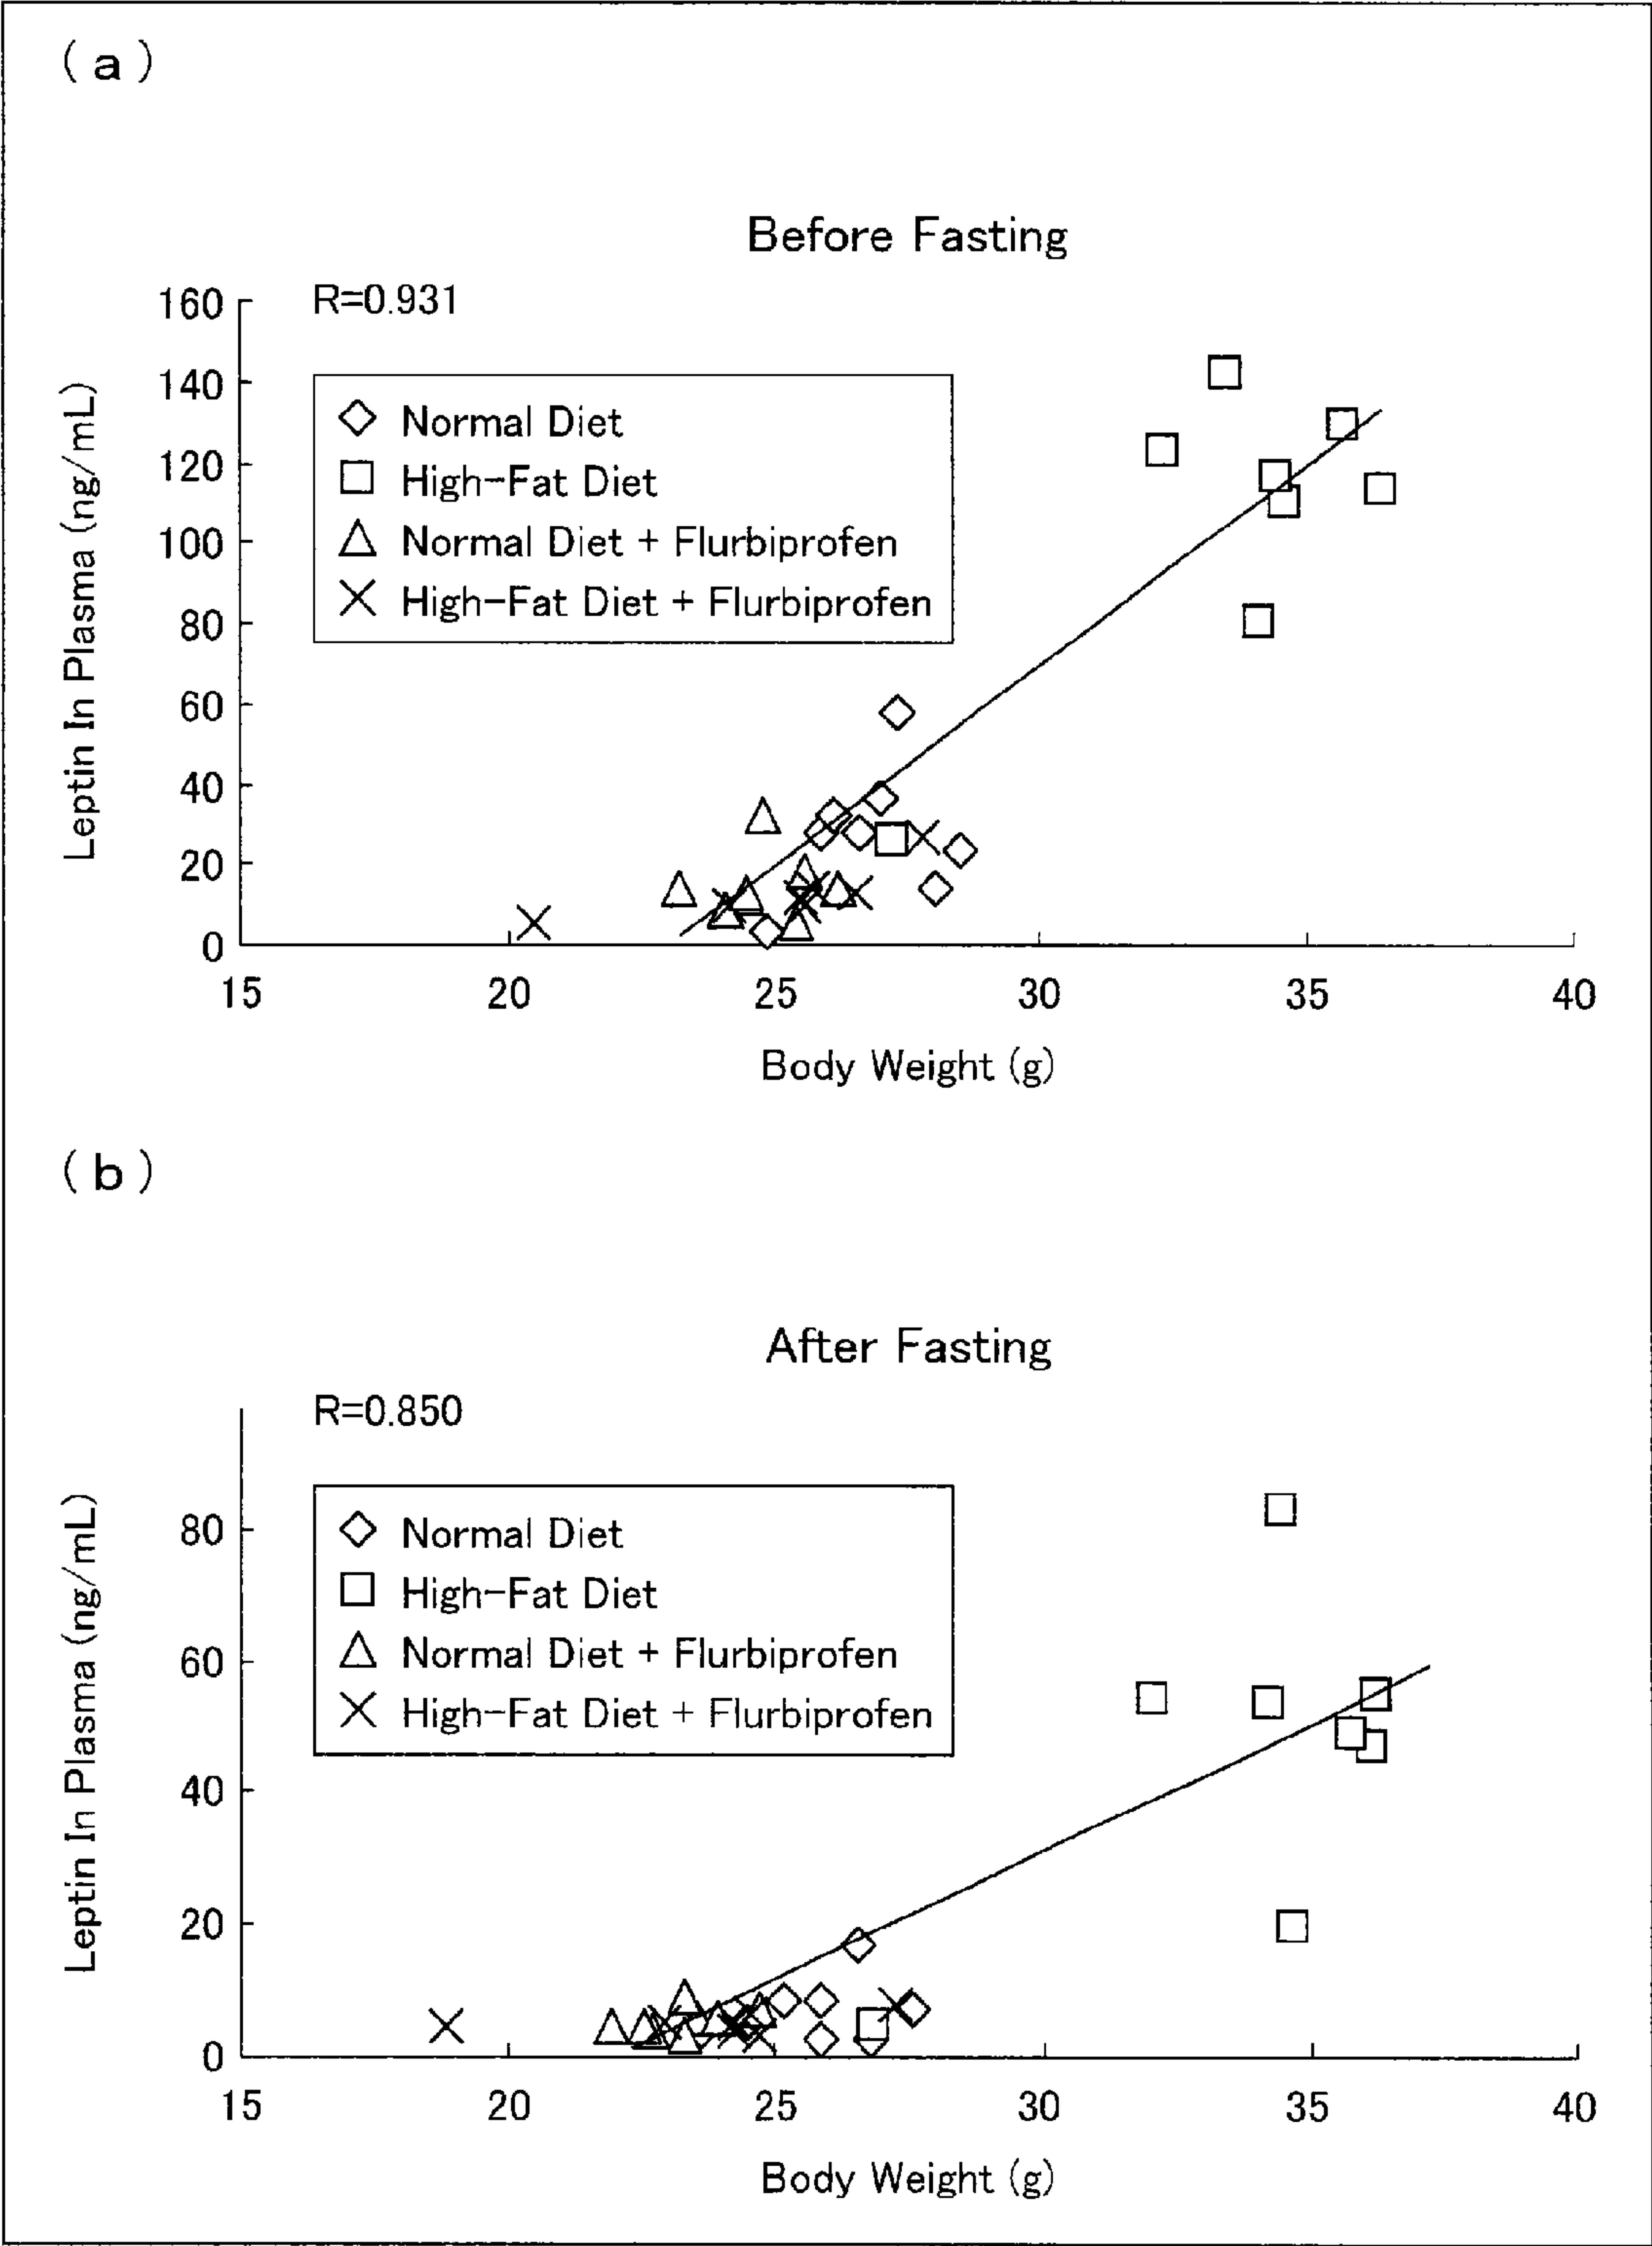 (a)
Before Fasting
R=0.931
160
140
120
100
80
60
40
20
0
Leptin In Plasma (ng/mL)
◇ Normal Diet
□ High-Fat Diet
△ Normal Diet + Flurbiprofen
× High-Fat Diet + Flurbiprofen
15 20 25 30 35 40
Body Weight (g)
(b)
After Fasting
R=0.850
80
60
40
20
0
Leptin In Plasma (ng/mL)
◇ Normal Diet
□ High-Fat Diet
△ Normal Diet + Flurbiprofen
× High-Fat Diet + Flurbiprofen
15 20 25 30 35 40
Body Weight (g)